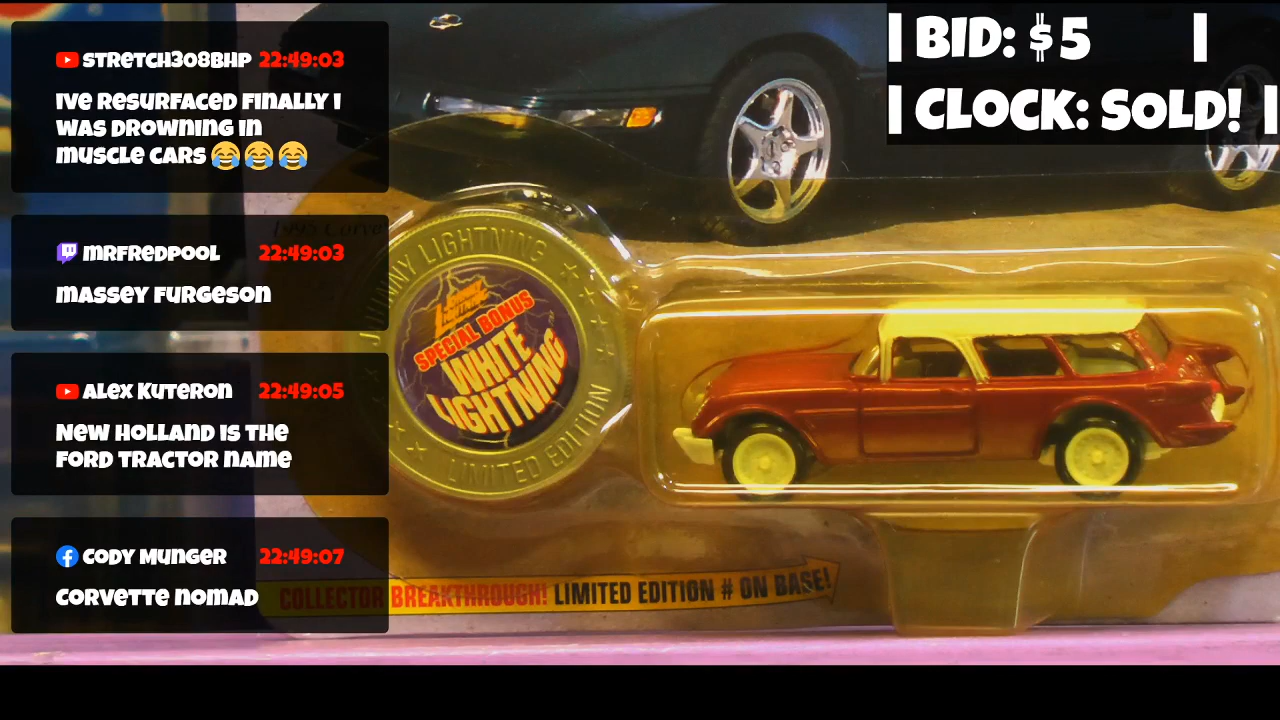 STRETCH308BHP 22:49:03
IVE RESURFACED FINALLY I
WAS DROWNING IN
MUSCLE CARS 😂😂😂
MRFREDPOOL 22:49:03
MASSEY FURGESON
ALEX KUTERON 22:49:05
NEW HOLLAND IS THE
FORD TRACTOR NAME
CODY MUNGER 22:49:07
CORVETTE NOMAD
| BID: $5 |
| CLOCK: SOLD! |
JOHNNY LIGHTNING
JOHNNY
LIGHTNING
SPECIAL BONUS
WHITE
LIGHTNING
LIMITED EDITION
COLLECTOR BREAKTHROUGH! LIMITED EDITION # ON BASE!